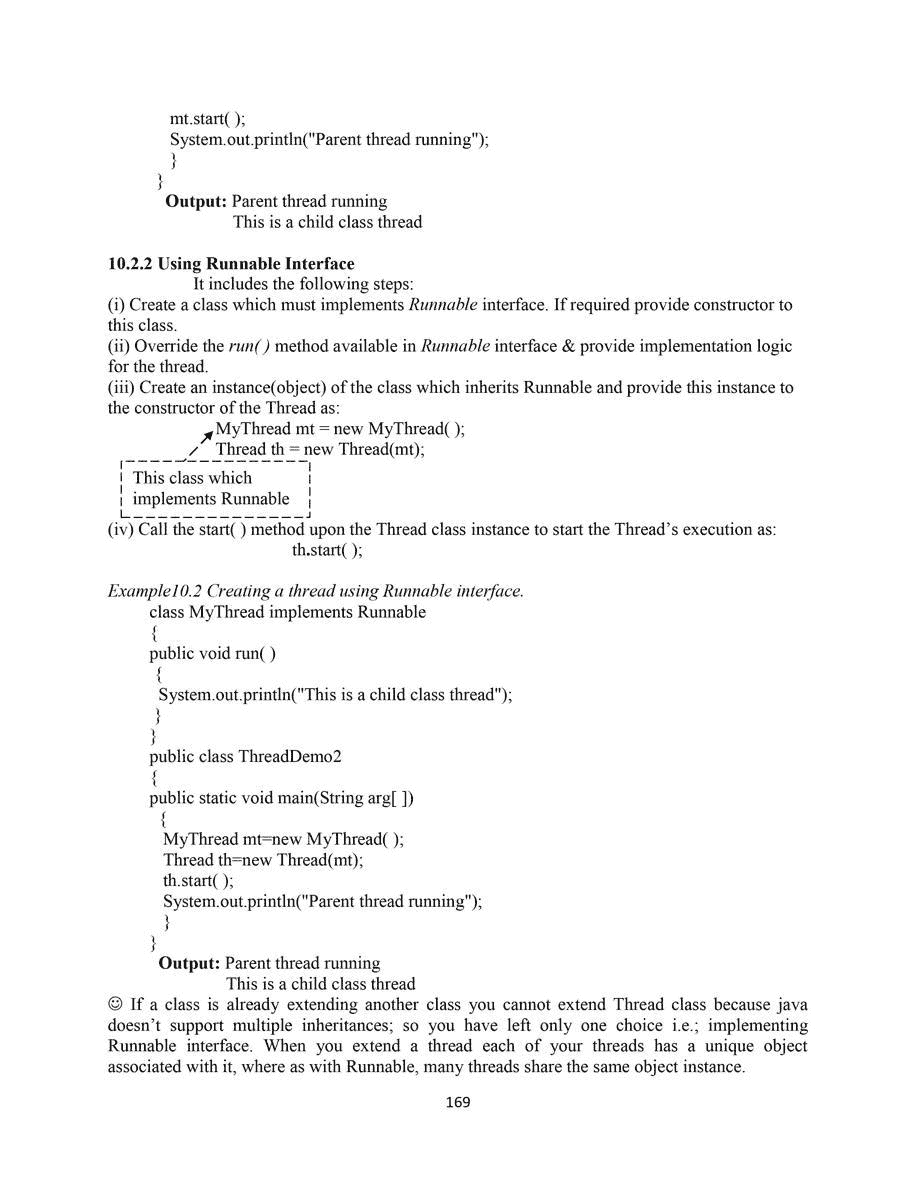 mt.start( );
System.out.println("Parent thread running");
}
}
Output: Parent thread running
This is a child class thread
10.2.2 Using Runnable Interface
It includes the following steps:
(i) Create a class which must implements Runnable interface. If required provide constructor to
this class.
(ii) Override the run( ) method available in Runnable interface & provide implementation logic
for the thread.
(iii) Create an instance(object) of the class which inherits Runnable and provide this instance to
the constructor of the Thread as:
MyThread mt = new MyThread( );
Thread th = new Thread(mt);
This class which
implements Runnable
(iv) Call the start( ) method upon the Thread class instance to start the Thread’s execution as:
th.start( );
Example10.2 Creating a thread using Runnable interface.
class MyThread implements Runnable
{
public void run( )
{
System.out.println("This is a child class thread");
}
}
public class ThreadDemo2
{
public static void main(String arg[ ])
{
MyThread mt=new MyThread( );
Thread th=new Thread(mt);
th.start( );
System.out.println("Parent thread running");
}
}
Output: Parent thread running
This is a child class thread
☺ If a class is already extending another class you cannot extend Thread class because java
doesn’t support multiple inheritances; so you have left only one choice i.e.; implementing
Runnable interface. When you extend a thread each of your threads has a unique object
associated with it, where as with Runnable, many threads share the same object instance.
169